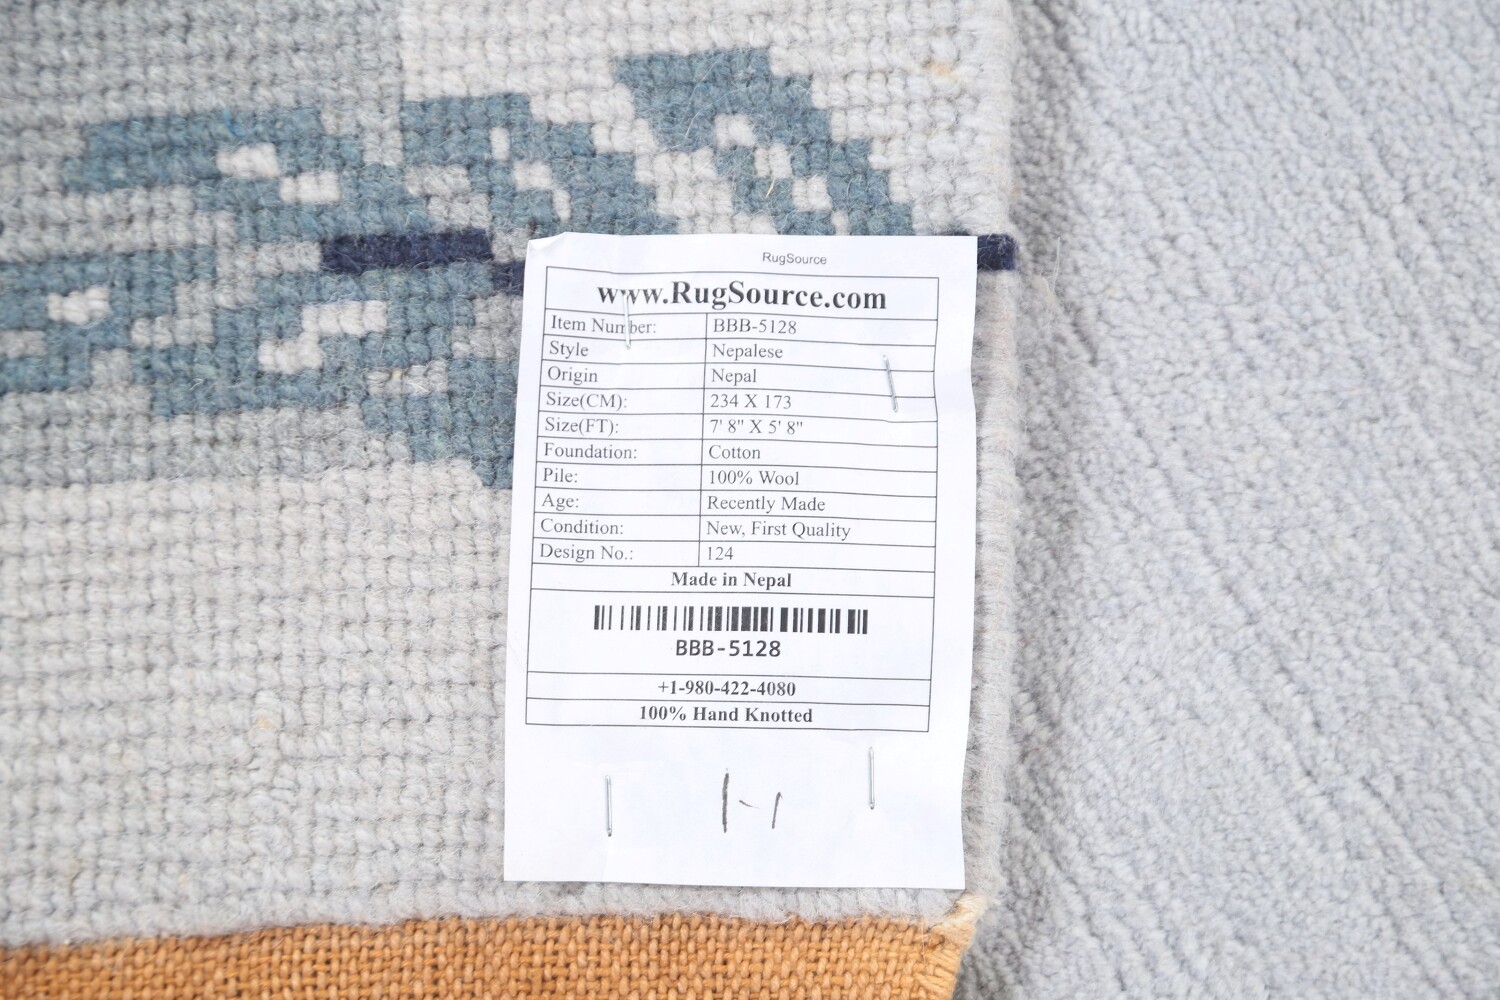 RugSource
www.RugSource.com
Item Number: BBB-5128
Style Nepalese
Origin Nepal
Size(CM): 234 X 173
Size(FT): 7' 8" X 5' 8"
Foundation: Cotton
Pile: 100% Wool
Age: Recently Made
Condition: New, First Quality
Design No.: 124
Made in Nepal
BBB-5128
+1-980-422-4080
100% Hand Knotted
1-1